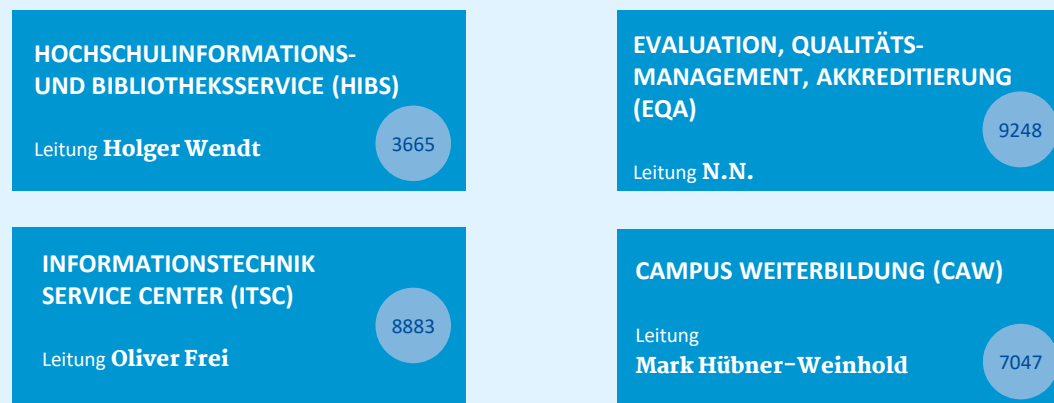 HOCHSCHULINFORMATIONS-
UND BIBLIOTHEKSSERVICE (HIBS)
Leitung Holger Wendt
3665
EVALUATION, QUALITÄTS-
MANAGEMENT, AKKREDITIERUNG
(EQA)
9248
Leitung N.N.
INFORMATIONSTECHNIK
SERVICE CENTER (ITSC)
8883
Leitung Oliver Frei
CAMPUS WEITERBILDUNG (CAW)
Leitung
Mark Hübner-Weinhold
7047